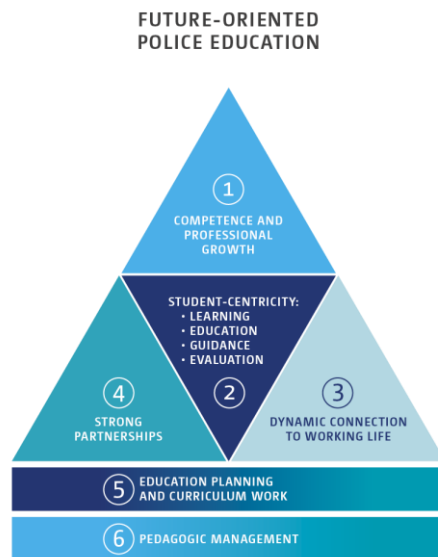 FUTURE-ORIENTED
POLICE EDUCATION
1
COMPETENCE AND
PROFESSIONAL
GROWTH
STUDENT-CENTRICITY:
• LEARNING
• EDUCATION
• GUIDANCE
• EVALUATION
2
4
STRONG
PARTNERSHIPS
3
DYNAMIC CONNECTION
TO WORKING LIFE
5
EDUCATION PLANNING
AND CURRICULUM WORK
6
PEDAGOGIC MANAGEMENT